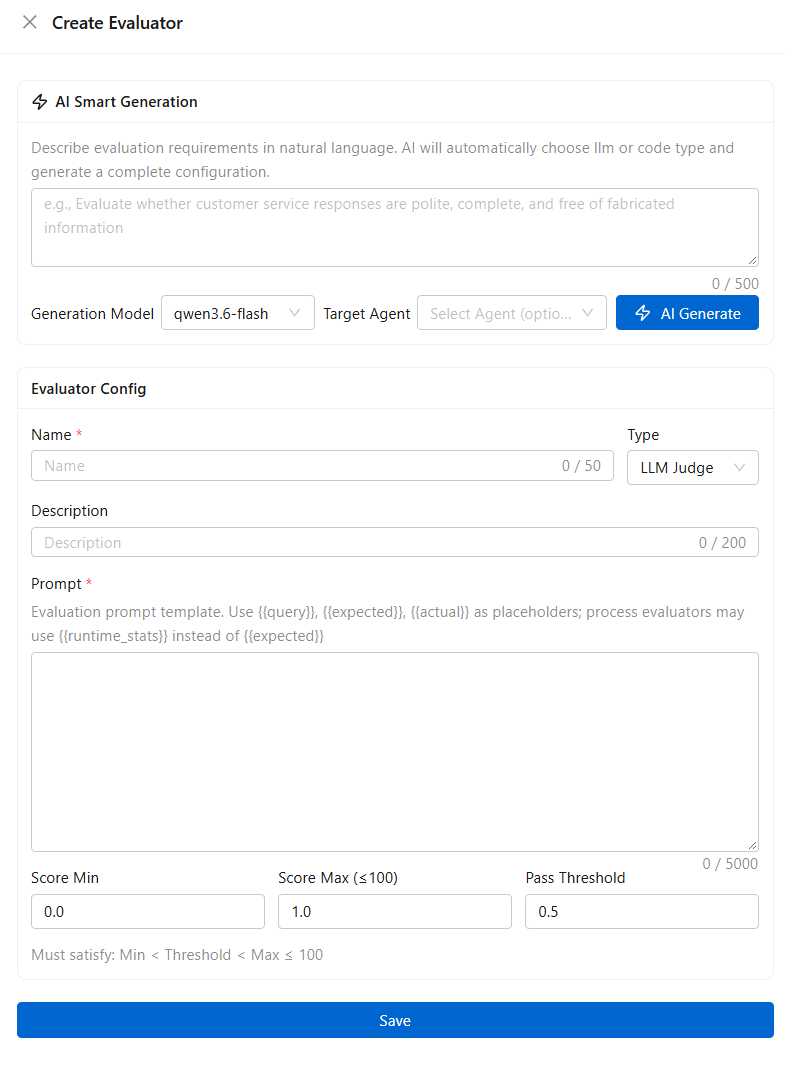 Create Evaluator
AI Smart Generation
Describe evaluation requirements in natural language. AI will automatically choose llm or code type and
generate a complete configuration.
e.g., Evaluate whether customer service responses are polite, complete, and free of fabricated
information
0 / 500
Generation Model qwen3.6-flash Target Agent Select Agent (optio... AI Generate
Evaluator Config
Name * Type
Name 0 / 50 LLM Judge
Description
Description 0 / 200
Prompt *
Evaluation prompt template. Use {{query}}, {{expected}}, {{actual}} as placeholders; process evaluators may
use {{runtime_stats}} instead of {{expected}}
0 / 5000
Score Min Score Max (≤100) Pass Threshold
0.0 1.0 0.5
Must satisfy: Min < Threshold < Max ≤ 100
Save